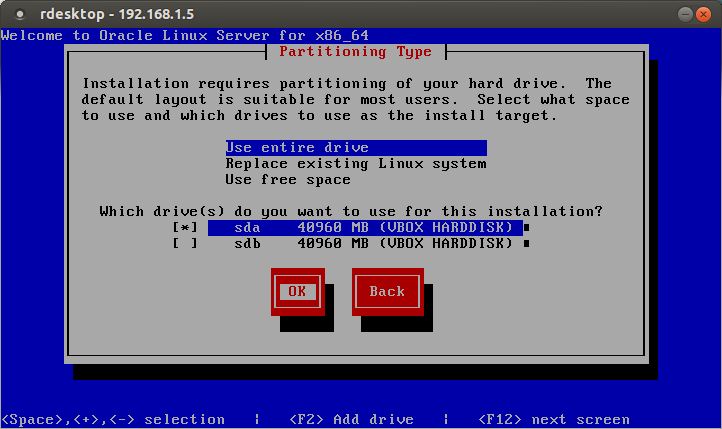 rdesktop - 192.168.1.5
Welcome to Oracle Linux Server for x86_64
Partitioning Type
Installation requires partitioning of your hard drive.  The
default layout is suitable for most users.  Select what space
to use and which drives to use as the install target.
Use entire drive
Replace existing Linux system
Use free space
Which drive(s) do you want to use for this installation?
[*] sda 40960 MB (VBOX HARDDISK)
[ ] sdb 40960 MB (VBOX HARDDISK)
OK Back
<Space>,<+>,<-> selection | <F2> Add drive | <F12> next screen